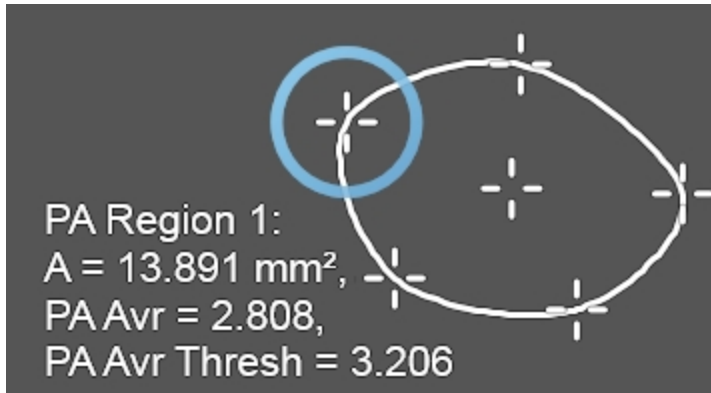 PA Region 1:
A = 13.891 mm²,
PA Avr = 2.808,
PA Avr Thresh = 3.206